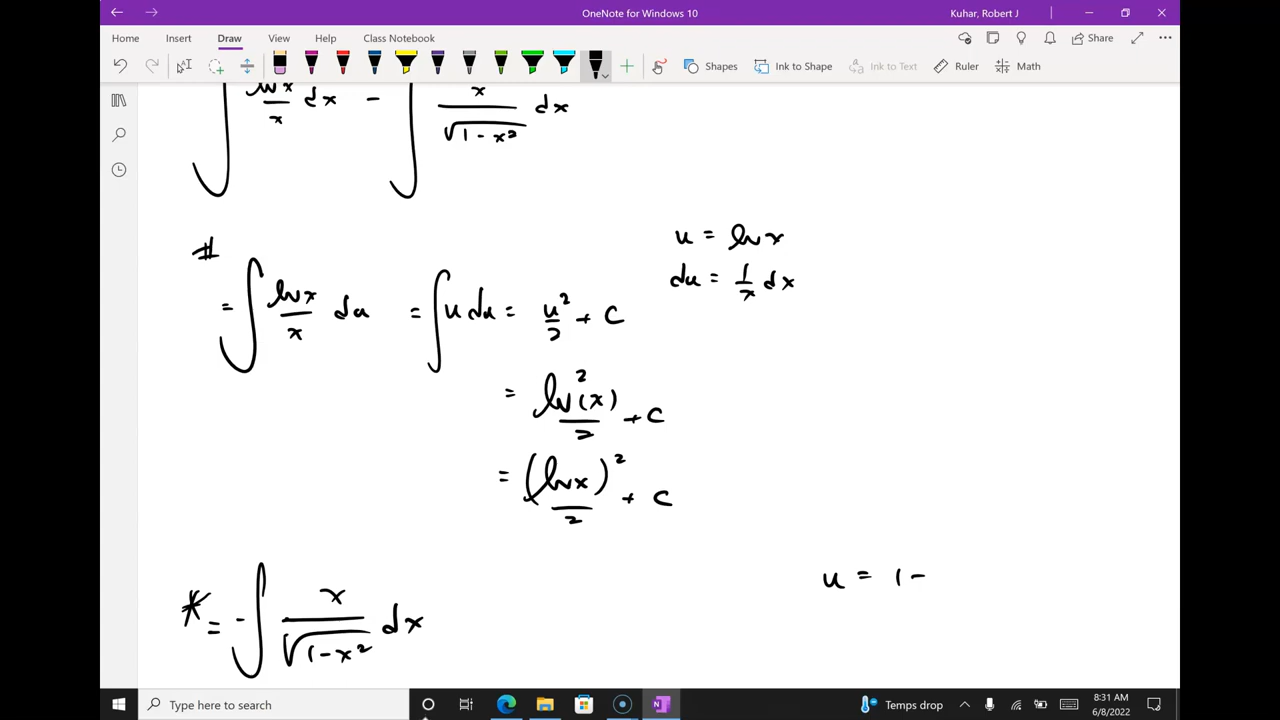 OneNote for Windows 10
Kuhar, Robert J
Home Insert Draw View Help Class Notebook
Share
Shapes Ink to Shape Ink to Text Ruler Math
∫ ln x / x dx - ∫ x / √(1 - x²) dx
u = ln x
du = 1/x dx
#
= ∫ ln x / x du = ∫ u du = u²/2 + C
= ln²(x) / 2 + C
= (ln x)² / 2 + C
u = 1 -
* = - ∫ x / √(1 - x²) dx
Type here to search
Temps drop
8:31 AM
6/8/2022